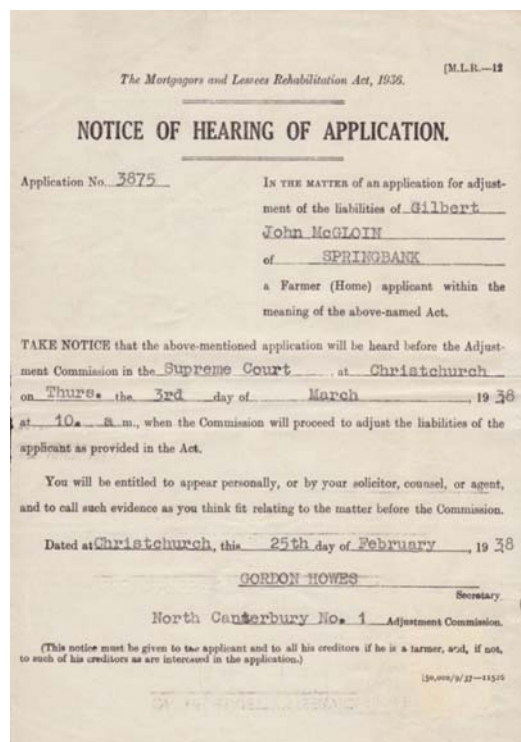 [M.L.R.—12
The Mortgagors and Lessees Rehabilitation Act, 1936.
NOTICE OF HEARING OF APPLICATION.
Application No. 3875
IN THE MATTER of an application for adjust-
ment of the liabilities of Gilbert
John McGLOIN
of SPRINGBANK
a Farmer (Home) applicant within the
meaning of the above-named Act.
TAKE NOTICE that the above-mentioned application will be heard before the Adjust-
ment Commission in the Supreme Court , at Christchurch
on Thurs. the 3rd day of March , 19 38
at 10. a m., when the Commission will proceed to adjust the liabilities of the
applicant as provided in the Act.
You will be entitled to appear personally, or by your solicitor, counsel, or agent,
and to call such evidence as you think fit relating to the matter before the Commission.
Dated at Christchurch, this 25th day of February , 19 38
GORDON HOWES
Secretary.
North Canterbury No. 1 Adjustment Commission.
(This notice must be given to the applicant and to all his creditors if he is a farmer, and, if not,
to such of his creditors as are interested in the application.)
[50,000/9/37—11526